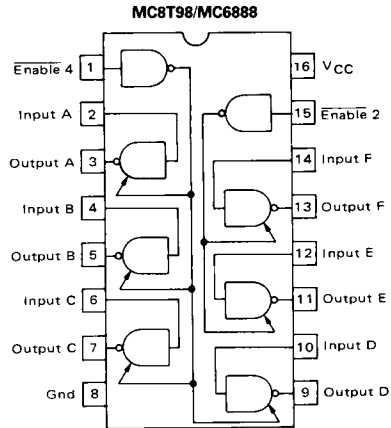 MC8T98/MC6888
Enable 4 1
Input A 2
Output A 3
Input B 4
Output B 5
Input C 6
Output C 7
Gnd 8
16 VCC
15 Enable 2
14 Input F
13 Output F
12 Input E
11 Output E
10 Input D
9 Output D